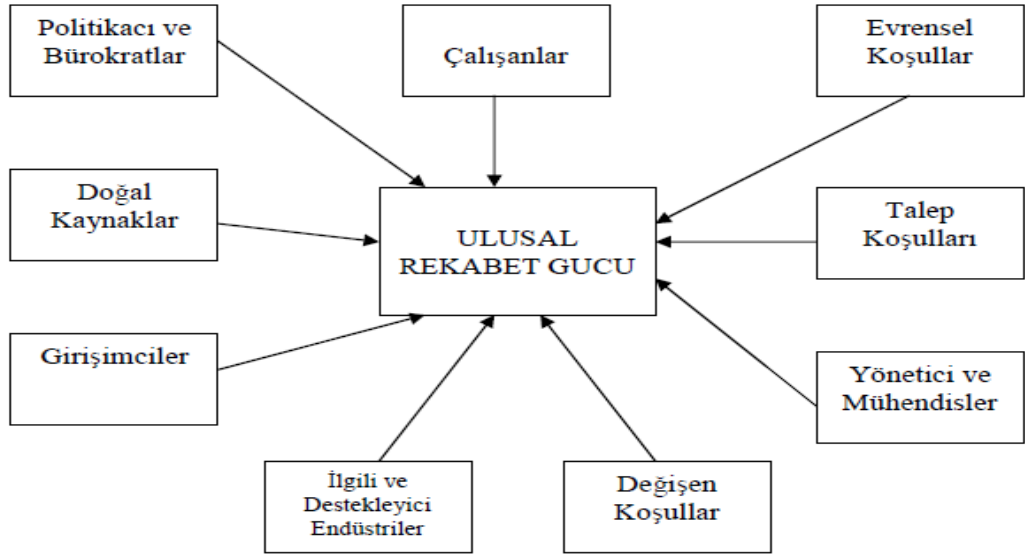 Politikacı ve
Bürokratlar
Çalışanlar
Evrensel
Koşullar
Doğal
Kaynaklar
ULUSAL
REKABET GUCU
Talep
Koşulları
Girişimciler
Yönetici ve
Mühendisler
İlgili ve
Destekleyici
Endüstriler
Değişen
Koşullar